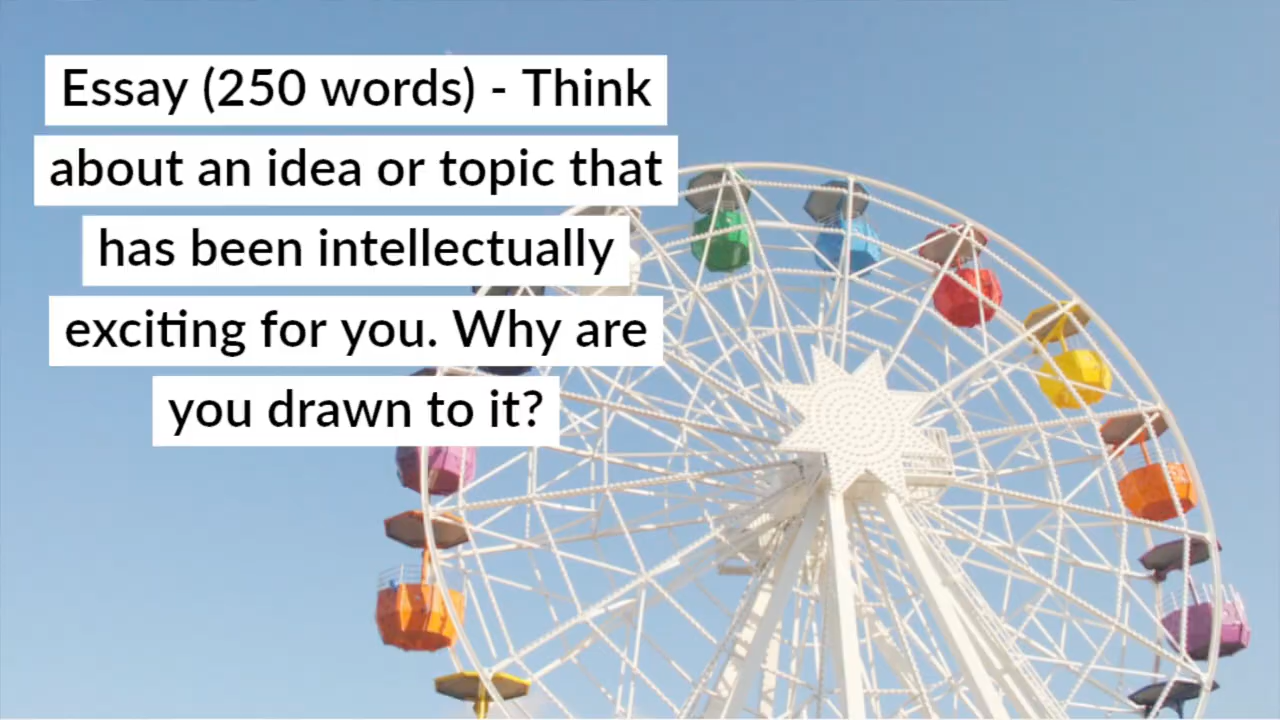 Essay (250 words) - Think
about an idea or topic that
has been intellectually
exciting for you. Why are
you drawn to it?